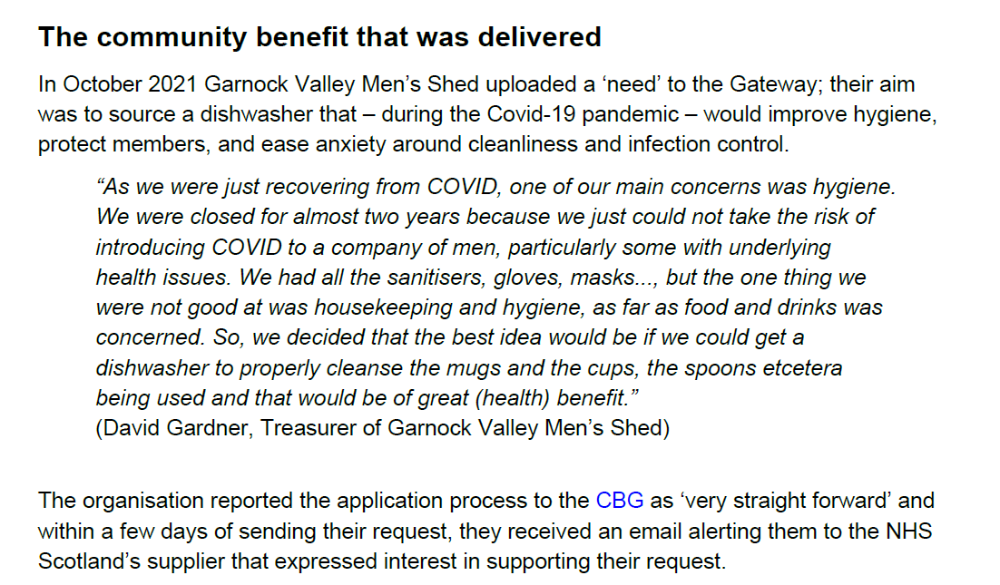 The community benefit that was delivered
In October 2021 Garnock Valley Men’s Shed uploaded a ‘need’ to the Gateway; their aim
was to source a dishwasher that – during the Covid-19 pandemic – would improve hygiene,
protect members, and ease anxiety around cleanliness and infection control.
“As we were just recovering from COVID, one of our main concerns was hygiene.
We were closed for almost two years because we just could not take the risk of
introducing COVID to a company of men, particularly some with underlying
health issues. We had all the sanitisers, gloves, masks..., but the one thing we
were not good at was housekeeping and hygiene, as far as food and drinks was
concerned. So, we decided that the best idea would be if we could get a
dishwasher to properly cleanse the mugs and the cups, the spoons etcetera
being used and that would be of great (health) benefit.”
(David Gardner, Treasurer of Garnock Valley Men’s Shed)
The organisation reported the application process to the CBG as ‘very straight forward’ and
within a few days of sending their request, they received an email alerting them to the NHS
Scotland’s supplier that expressed interest in supporting their request.